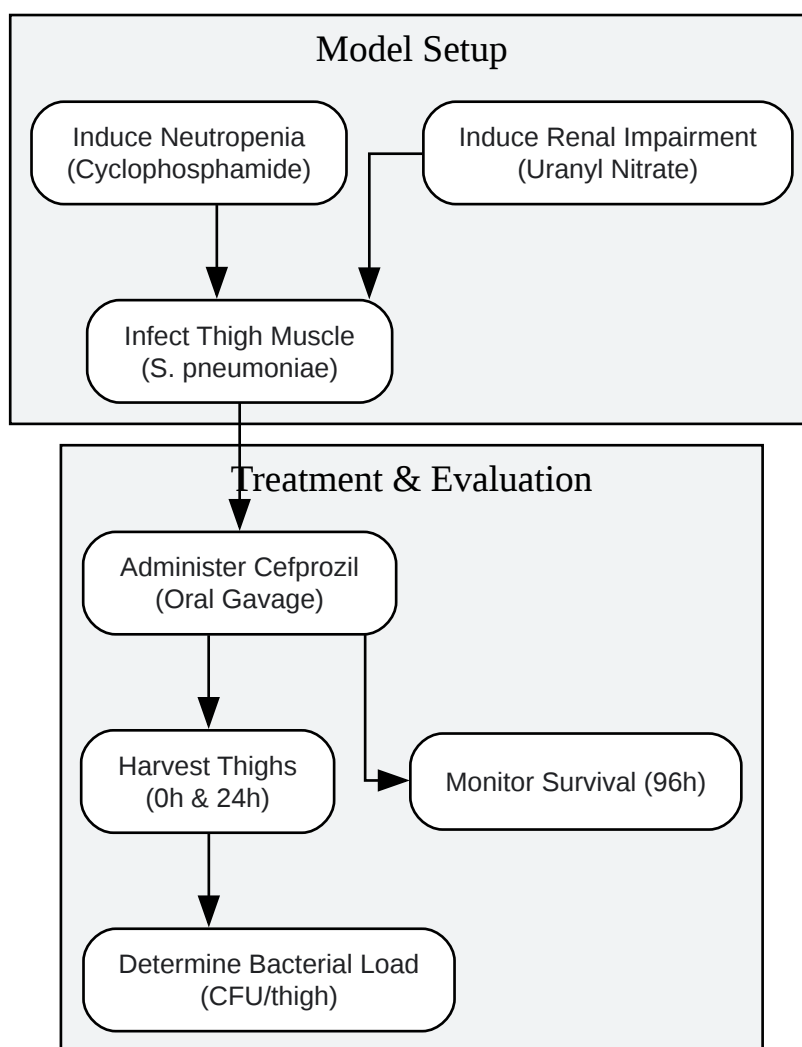 Model Setup
Induce Neutropenia
(Cyclophosphamide)
Induce Renal Impairment
(Uranyl Nitrate)
Infect Thigh Muscle
(S. pneumoniae)
Treatment & Evaluation
Administer Cefprozil
(Oral Gavage)
Harvest Thighs
(0h & 24h)
Monitor Survival (96h)
Determine Bacterial Load
(CFU/thigh)